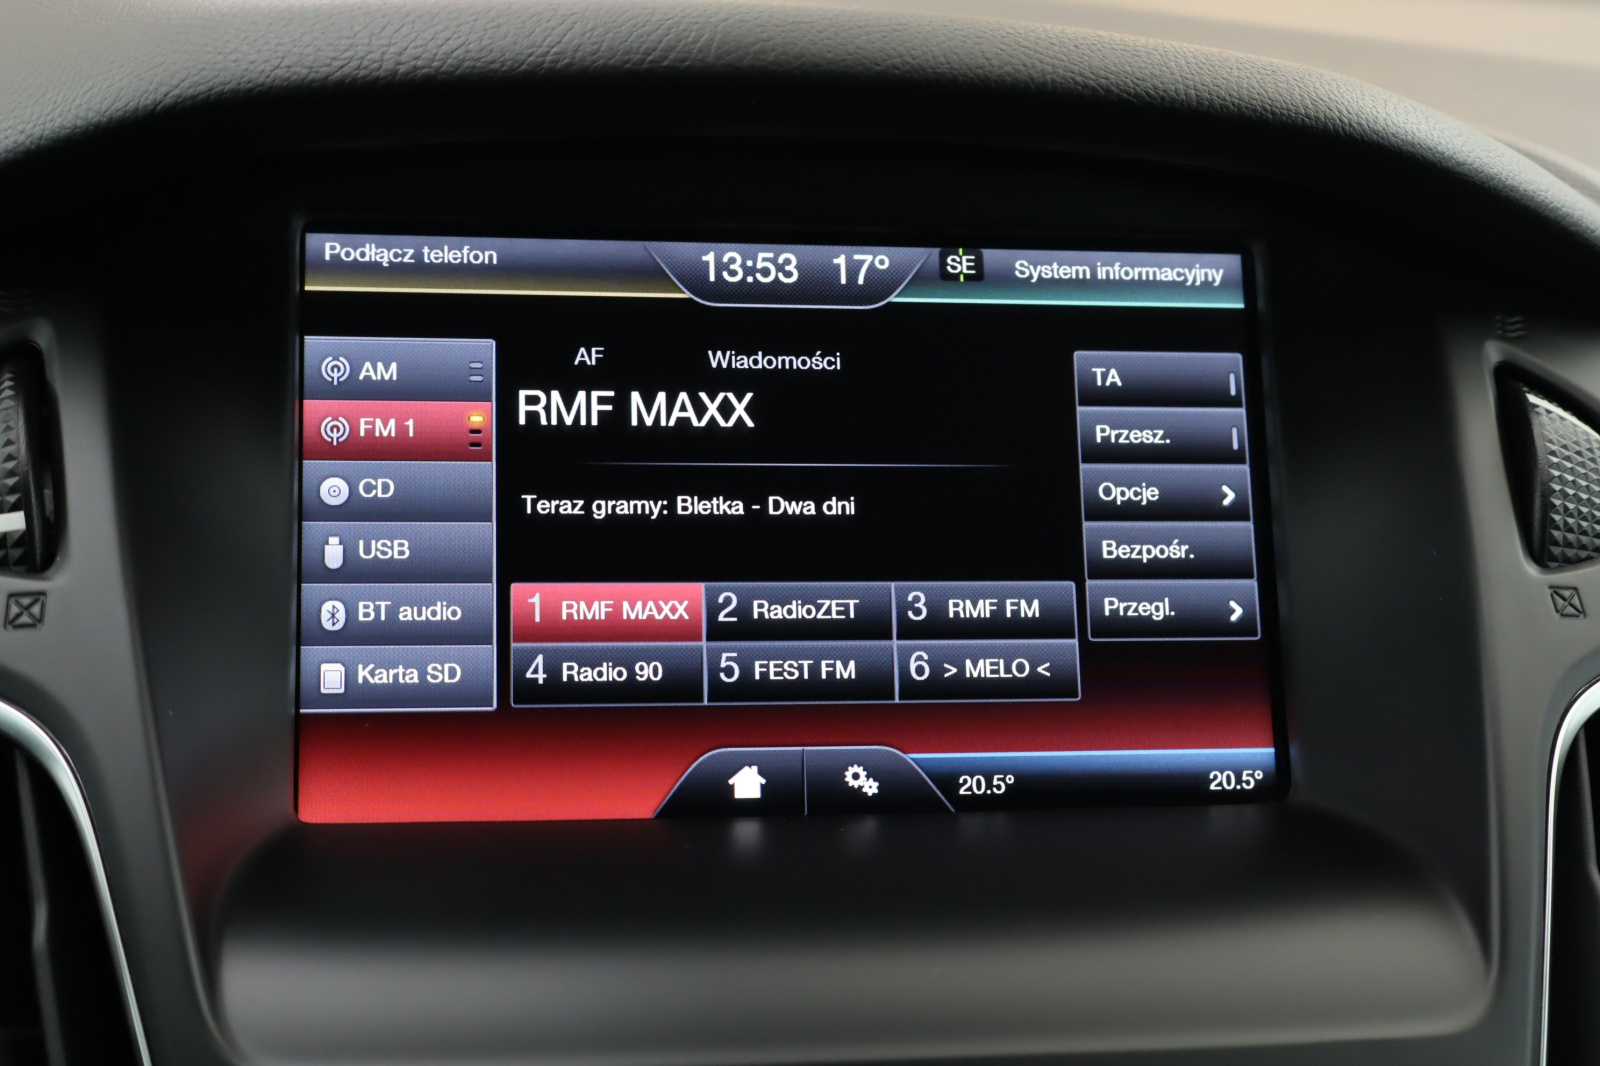 Podłącz telefon
13:53 17°
SE
System informacyjny
AM
FM 1
CD
USB
BT audio
Karta SD
AF Wiadomości
RMF MAXX
Teraz gramy: Bletka - Dwa dni
1 RMF MAXX
2 RadioZET
3 RMF FM
4 Radio 90
5 FEST FM
6 > MELO <
TA
Przesz.
Opcje
Bezpośr.
Przegl.
20.5°
20.5°